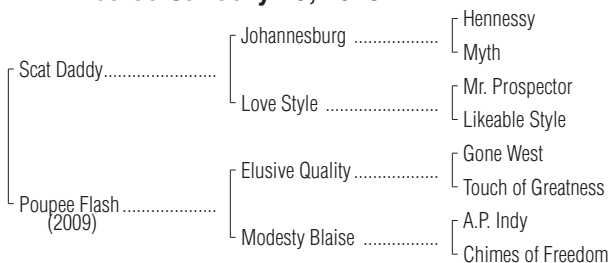 Hennessy
Johannesburg ...................
Myth
Scat Daddy.........................
Mr. Prospector
Love Style .........................
Likeable Style
Gone West
Elusive Quality ...................
Touch of Greatness
Poupee Flash .....................
(2009)
A.P. Indy
Modesty Blaise .................
Chimes of Freedom